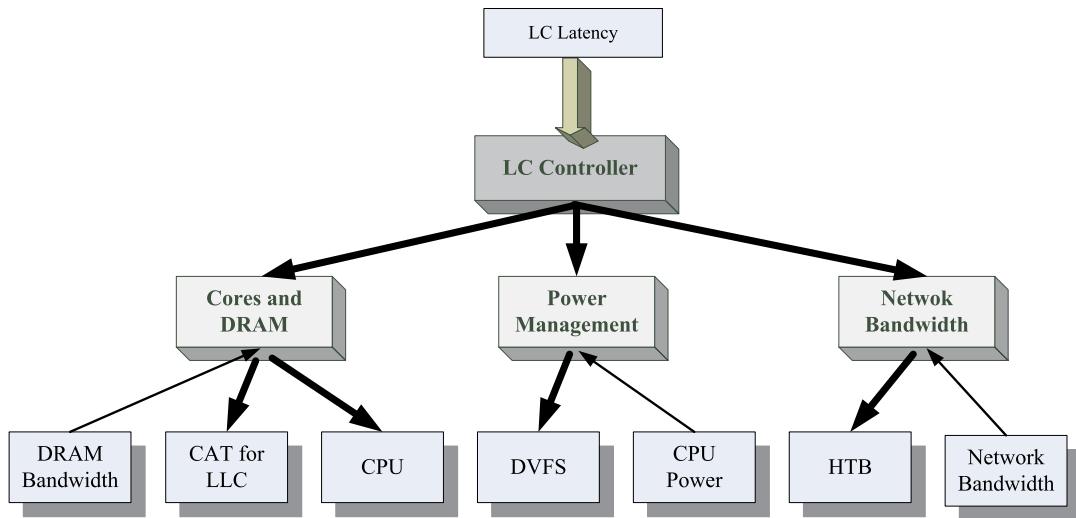 LC Latency
LC Controller
Cores and
DRAM
Power
Management
Netwok
Bandwidth
DRAM
Bandwidth
CAT for
LLC
CPU
DVFS
CPU
Power
HTB
Network
Bandwidth